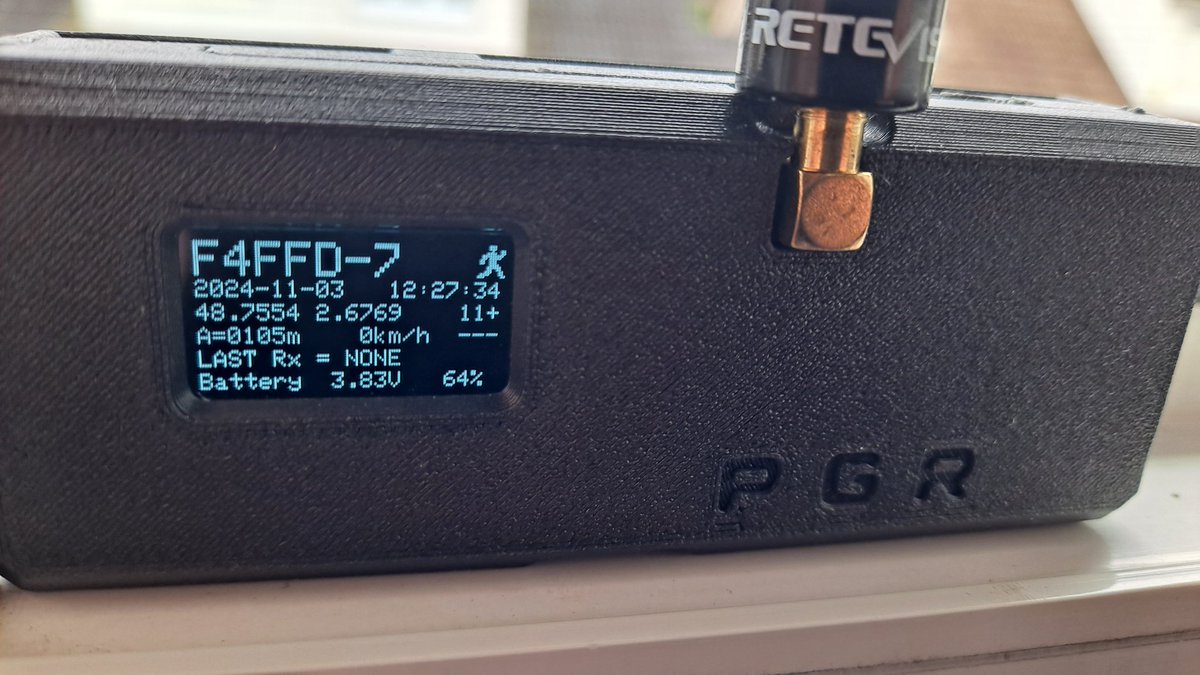 RETEVIS
F4FFD-7
2024-11-03 12:27:34
48.7554 2.6769 11+
A=0105m 0km/h ---
LAST Rx = NONE
Battery 3.83V 64%
PGR